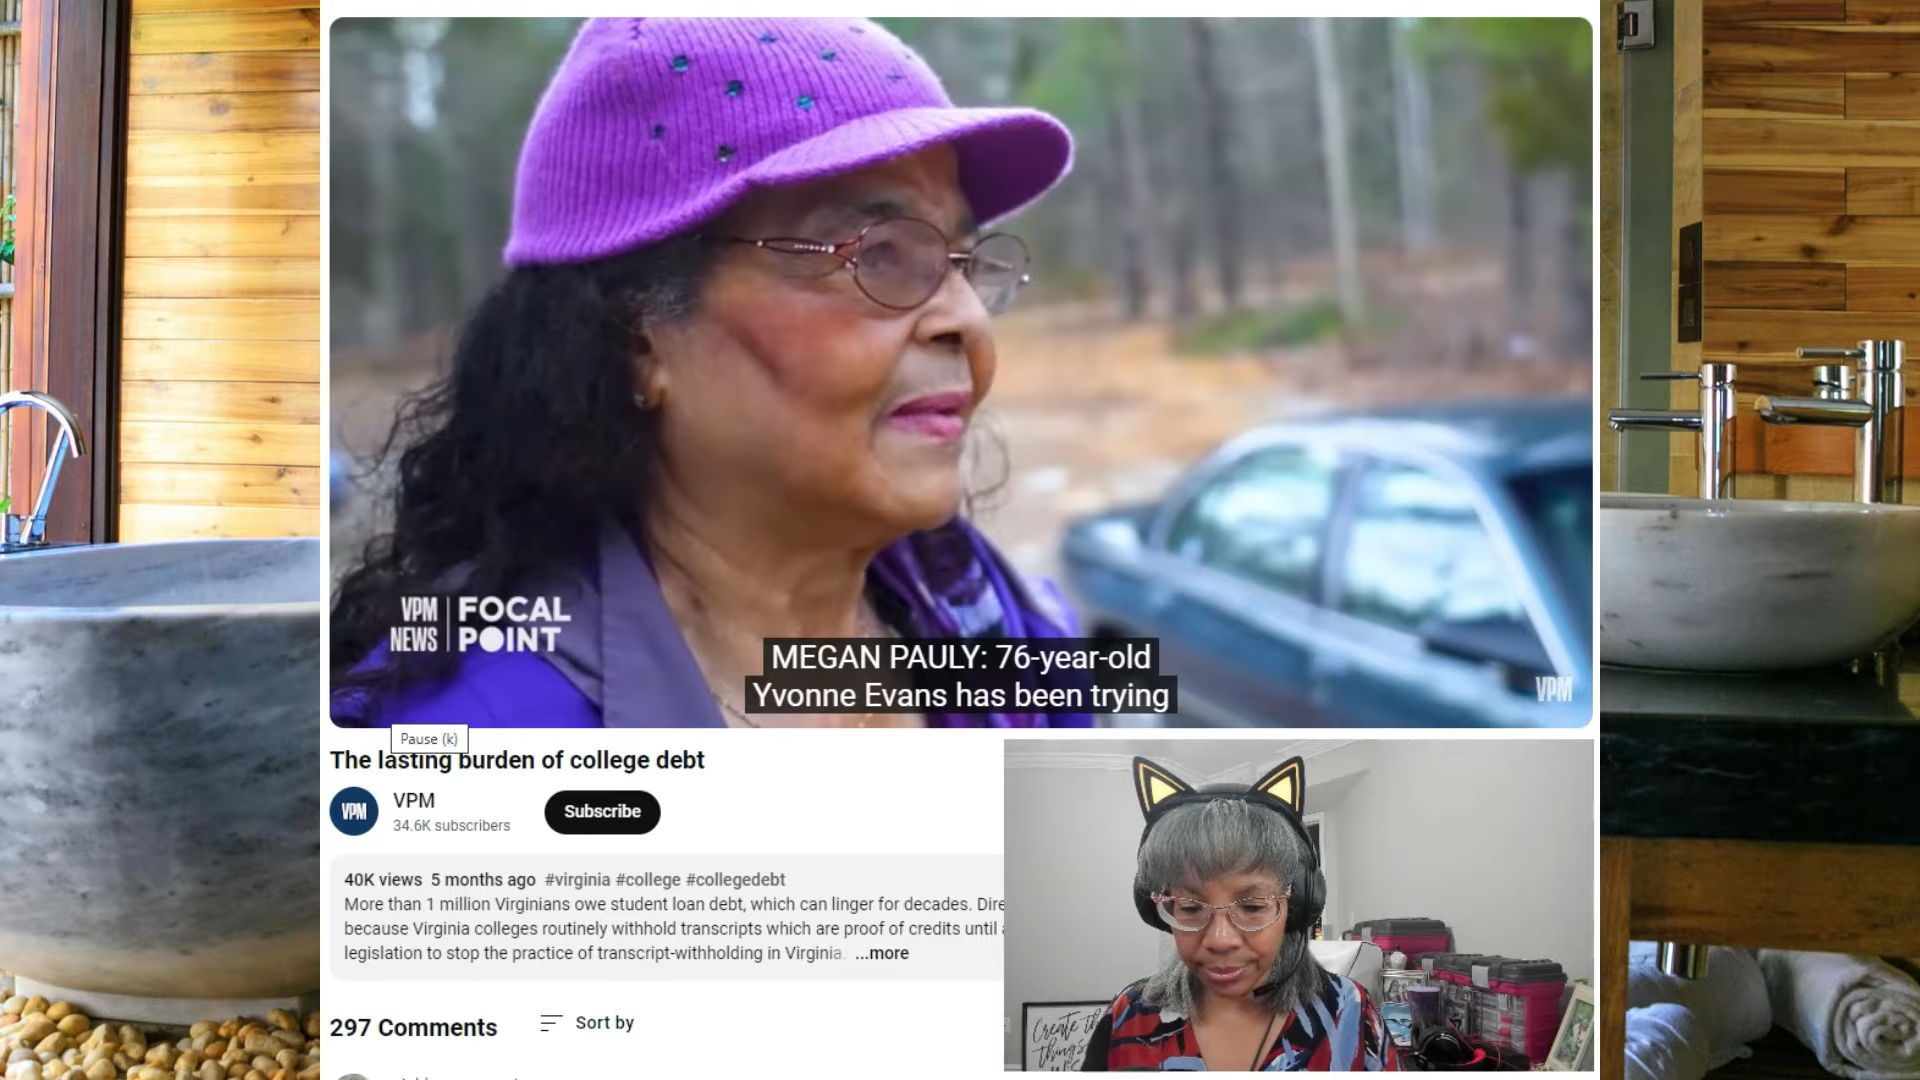 VPM NEWS FOCAL POINT
MEGAN PAULY: 76-year-old
Yvonne Evans has been trying
VPM
Pause (k)
The lasting burden of college debt
VPM
VPM
34.6K subscribers
Subscribe
40K views 5 months ago #virginia #college #collegedebt
More than 1 million Virginians owe student loan debt, which can linger for decades. Dire
because Virginia colleges routinely withhold transcripts which are proof of credits until
legislation to stop the practice of transcript-withholding in Virginia. ...more
297 Comments
Sort by
Create th
things